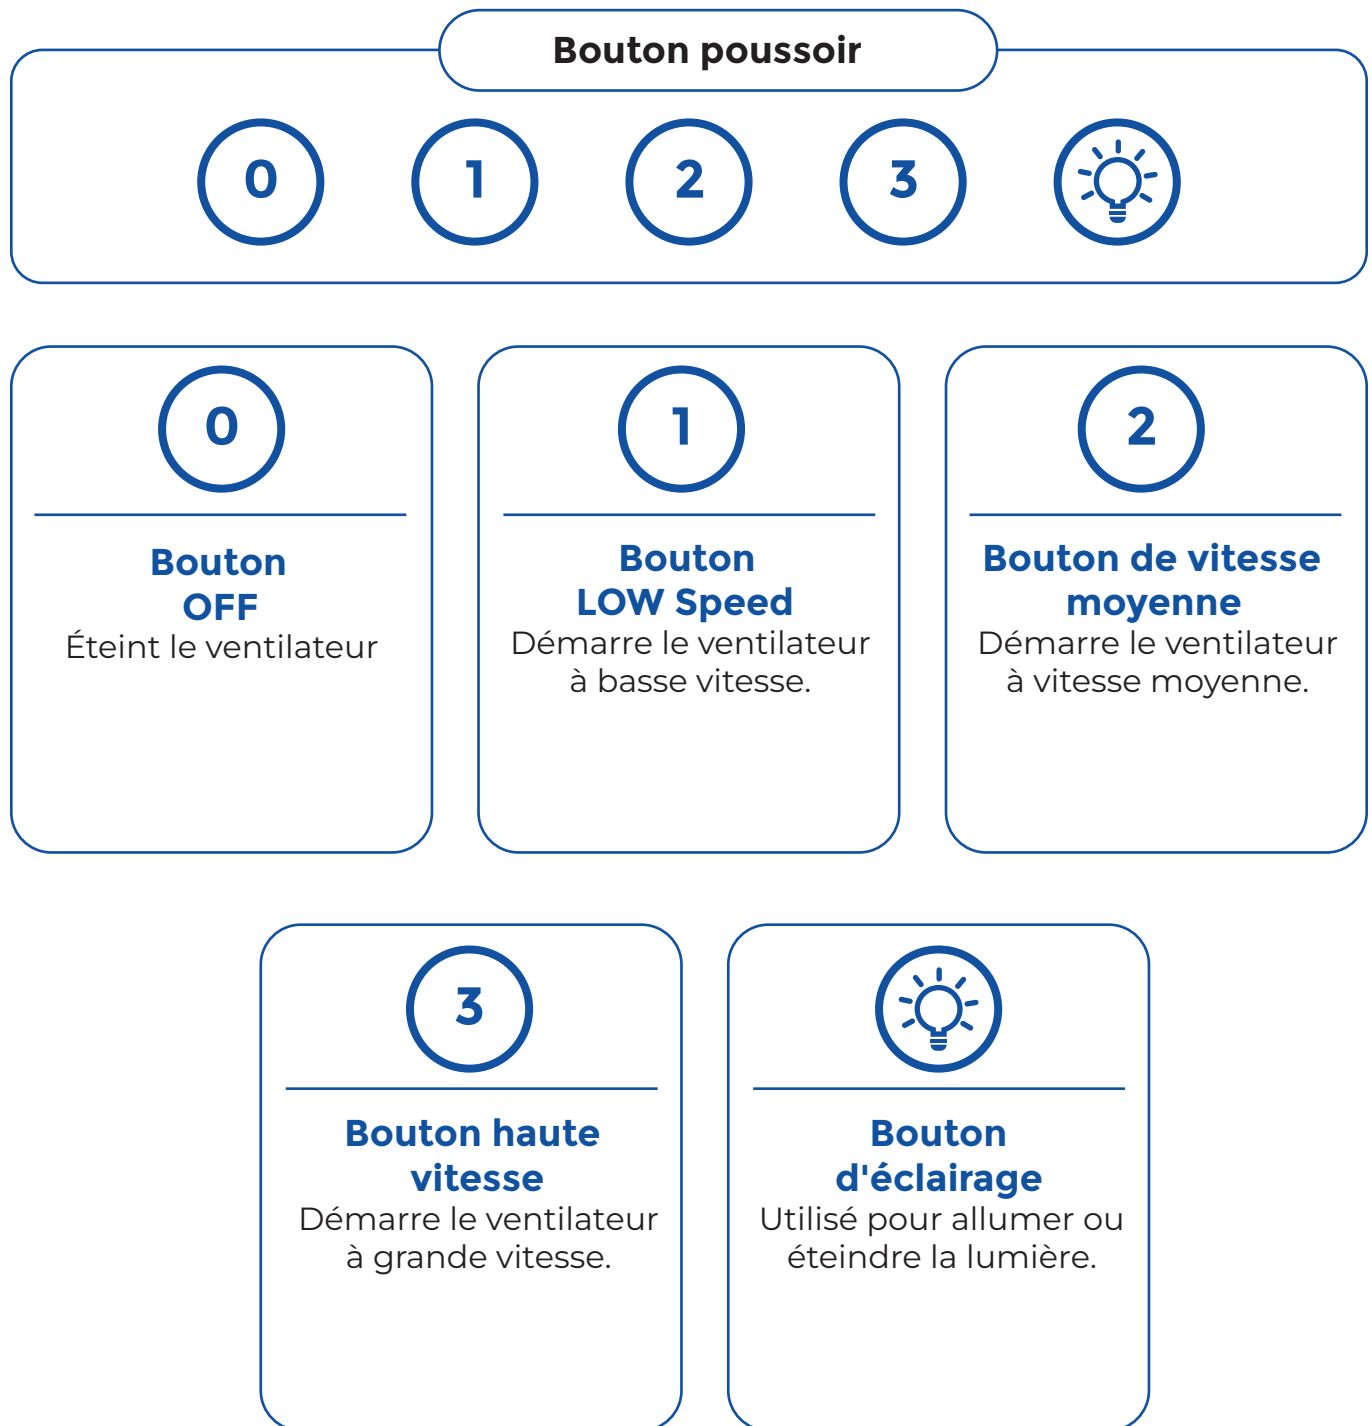 Bouton poussoir
0 1 2 3
0
Bouton
OFF
Éteint le ventilateur
1
Bouton
LOW Speed
Démarre le ventilateur
à basse vitesse.
2
Bouton de vitesse
moyenne
Démarre le ventilateur
à vitesse moyenne.
3
Bouton haute
vitesse
Démarre le ventilateur
à grande vitesse.
Bouton
d'éclairage
Utilisé pour allumer ou
éteindre la lumière.